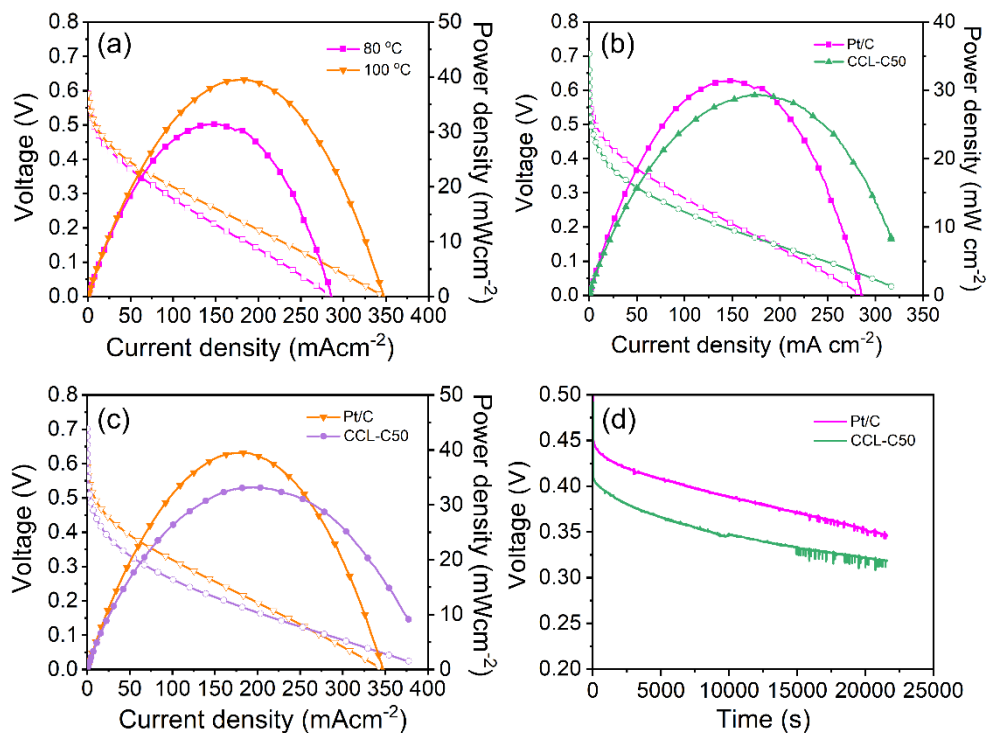 (a)
80 °C
100 °C
Voltage (V)
0.8
0.7
0.6
0.5
0.4
0.3
0.2
0.1
0.0
50
40
30
20
10
0
Power density (mWcm-2)
0 50 100 150 200 250 300 350 400
Current density (mAcm-2)
(b)
Pt/C
CCL-C50
Voltage (V)
0.8
0.7
0.6
0.5
0.4
0.3
0.2
0.1
0.0
40
30
20
10
0
Power density (mW cm-2)
0 50 100 150 200 250 300 350
Current density (mA cm-2)
(c)
Pt/C
CCL-C50
Voltage (V)
0.8
0.7
0.6
0.5
0.4
0.3
0.2
0.1
0.0
50
40
30
20
10
0
Power density (mWcm-2)
0 50 100 150 200 250 300 350 400
Current density (mAcm-2)
(d)
Pt/C
CCL-C50
Voltage (V)
0.50
0.45
0.40
0.35
0.30
0.25
0.20
0 5000 10000 15000 20000 25000
Time (s)